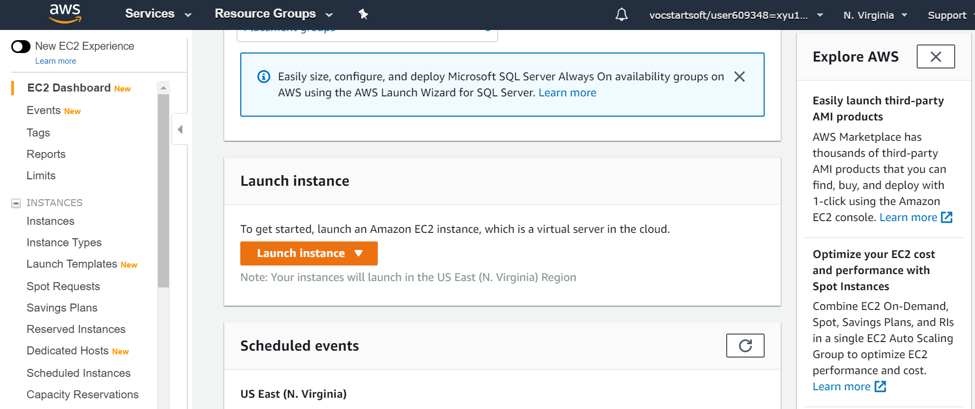 aws
Services
Resource Groups
vocstartsoft/user609348=xyu1...
N. Virginia
Support
New EC2 Experience
Learn more
EC2 Dashboard New
Events New
Tags
Reports
Limits
INSTANCES
Instances
Instance Types
Launch Templates New
Spot Requests
Savings Plans
Reserved Instances
Dedicated Hosts New
Scheduled Instances
Capacity Reservations
Placement groups
Easily size, configure, and deploy Microsoft SQL Server Always On availability groups on
AWS using the AWS Launch Wizard for SQL Server. Learn more
Launch instance
To get started, launch an Amazon EC2 instance, which is a virtual server in the cloud.
Launch instance
Note: Your instances will launch in the US East (N. Virginia) Region
Scheduled events
US East (N. Virginia)
Explore AWS
Easily launch third-party
AMI products
AWS Marketplace has
thousands of third-party
AMI products that you can
find, buy, and deploy with
1-click using the Amazon
EC2 console. Learn more
Optimize your EC2 cost
and performance with
Spot Instances
Combine EC2 On-Demand,
Spot, Savings Plans, and RIs
in a single EC2 Auto Scaling
Group to optimize EC2
performance and cost.
Learn more